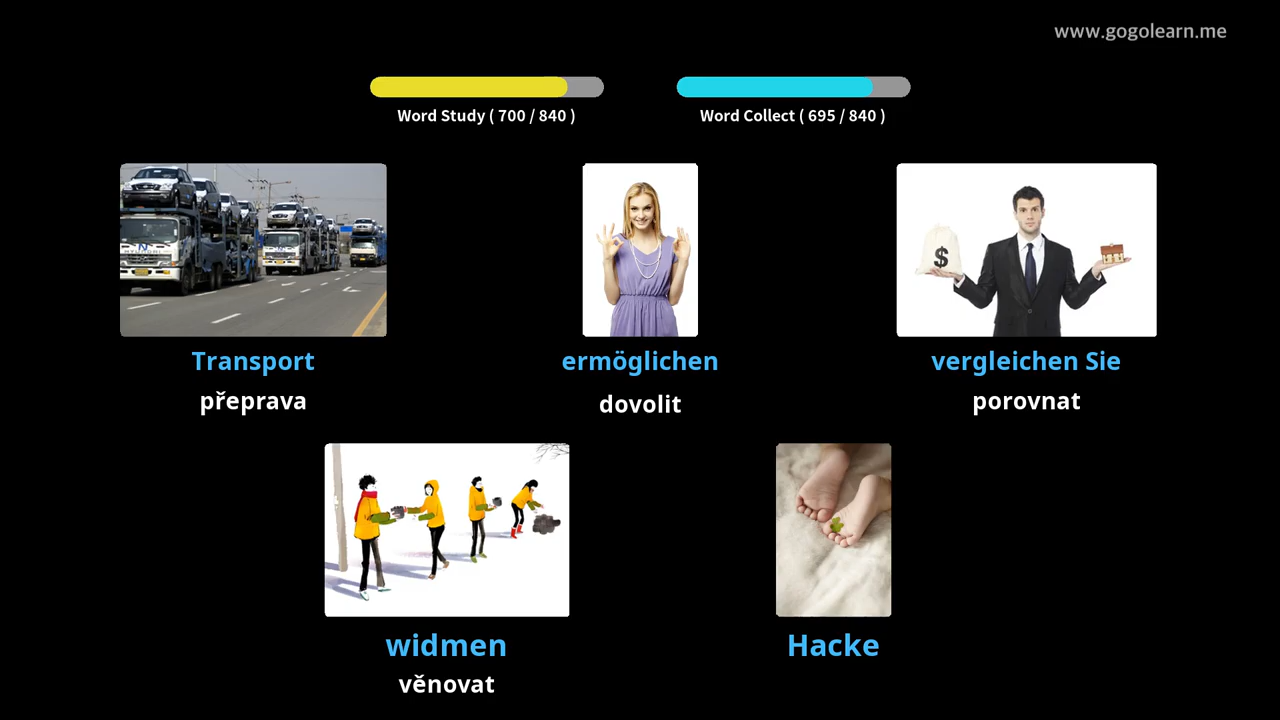 www.gogolearn.me
Word Study ( 700 / 840 )
Word Collect ( 695 / 840 )
Transport
přeprava
ermöglichen
dovolit
vergleichen Sie
porovnat
widmen
věnovat
Hacke